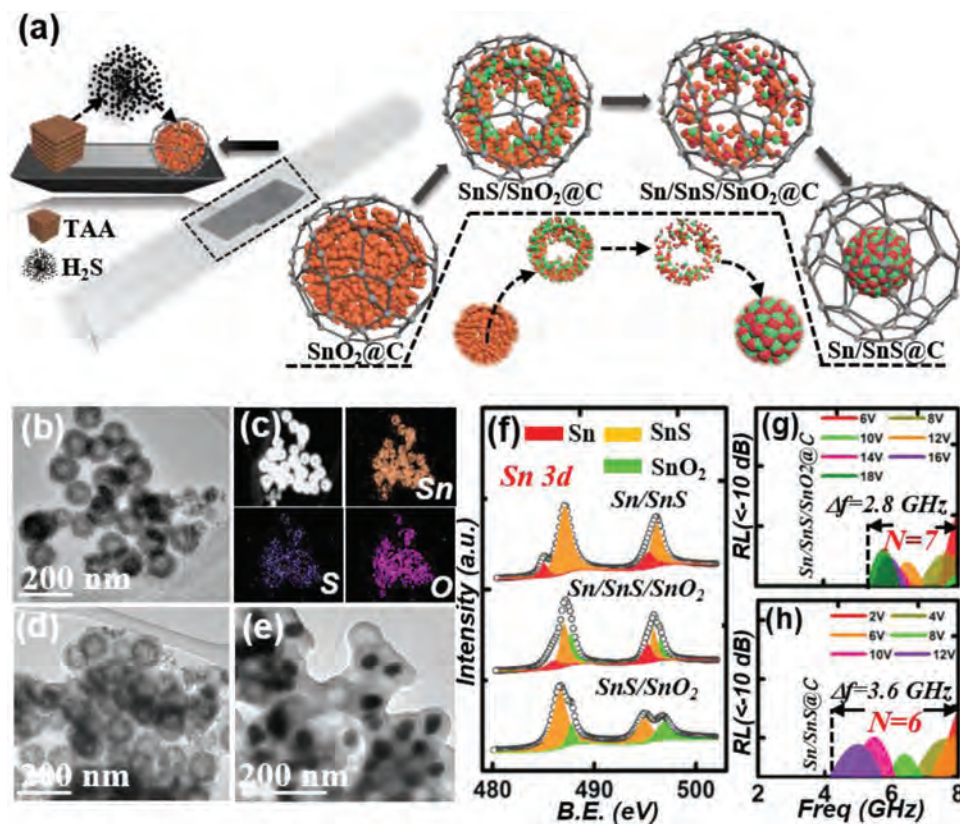 (a)
TAA
H₂S
SnO₂@C
SnS/SnO₂@C
Sn/SnS/SnO₂@C
Sn/SnS@C
(b)
200 nm
(c)
Sn
S
O
(d)
200 nm
(e)
200 nm
(f)
Sn
SnS
SnO₂
Sn 3d
Sn/SnS
Sn/SnS/SnO₂
SnS/SnO₂
Intensity (a.u.)
480
490
500
B.E. (eV)
(g)
6V
8V
10V
12V
14V
16V
18V
RL(<-10 dB)
Sn/SnS/SnO2@C
Δf=2.8 GHz
N=7
(h)
2V
4V
6V
8V
10V
12V
RL(<-10 dB)
Sn/SnS@C
Δf=3.6 GHz
N=6
2
4
6
8
Freq (GHz)